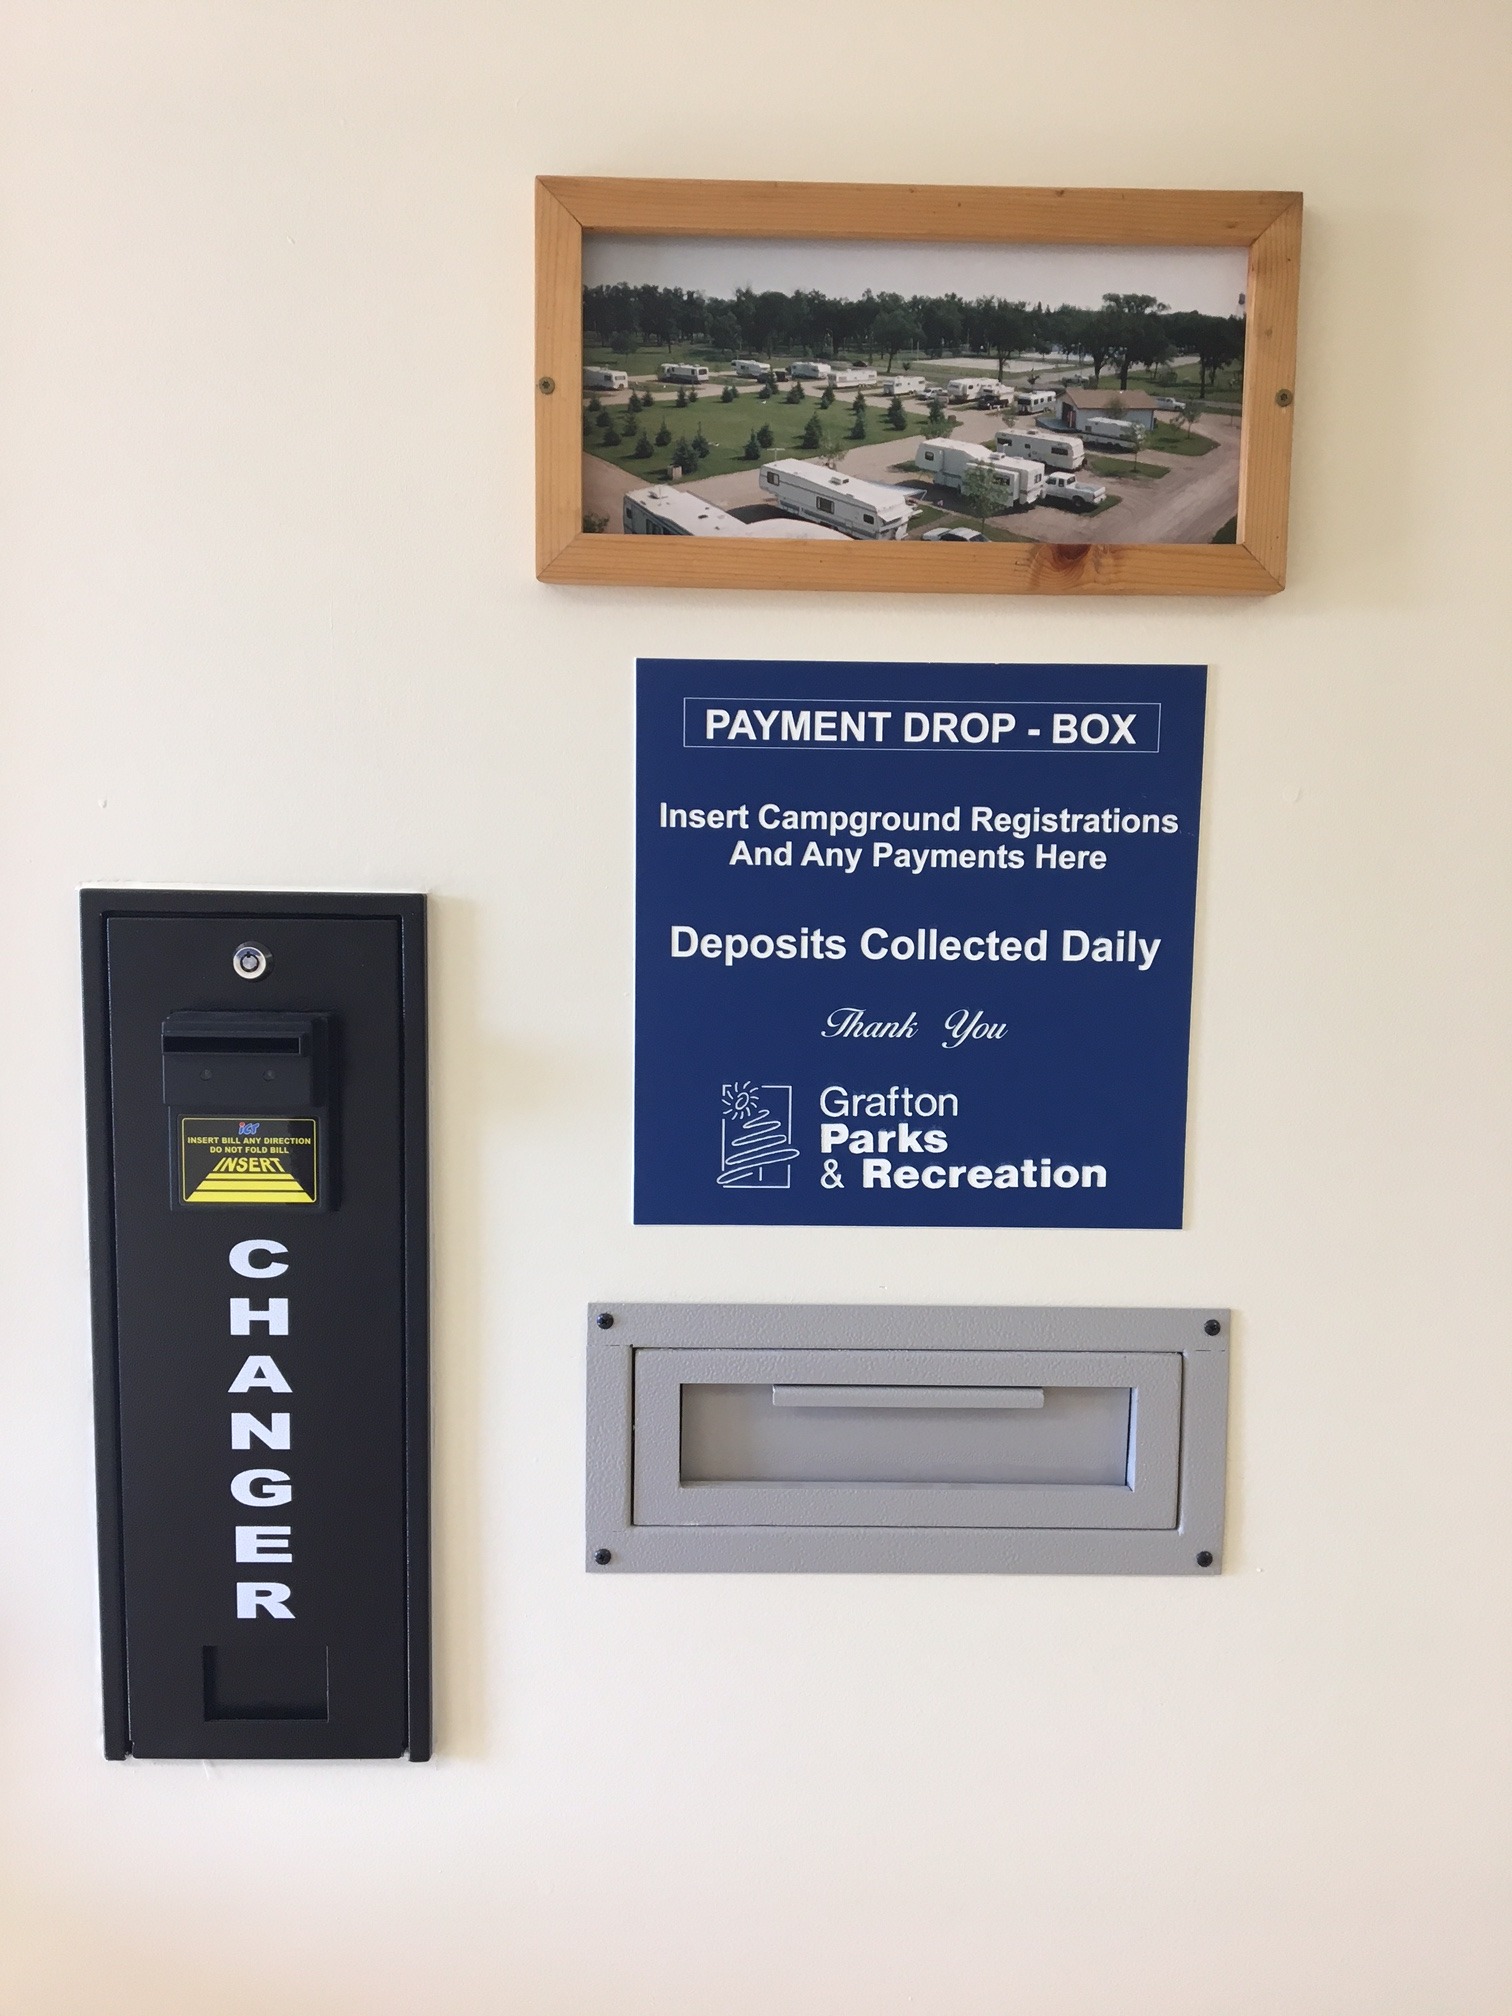 PAYMENT DROP - BOX
Insert Campground Registrations
And Any Payments Here
Deposits Collected Daily
Thank You
Grafton
Parks
& Recreation
ICT
INSERT BILL ANY DIRECTION
DO NOT FOLD BILL
INSERT
CHANGER